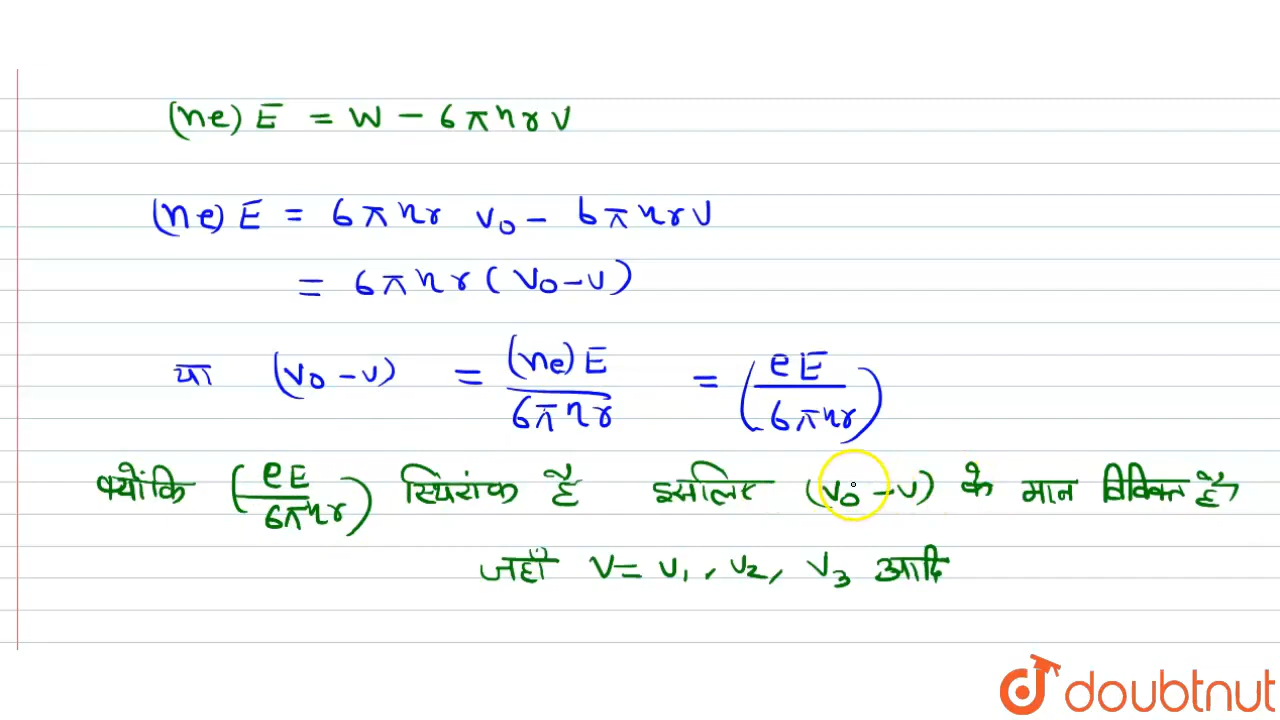 (ne) E = W - 6πηrV
(ne) E = 6πηr v₀ - 6πηrV
= 6πηr (V₀ - v)
या (V₀ - v) = (ne)E / 6πηr = (eE / 6πηr)
क्योंकि (eE / 6πηr) स्थिरांक है इसलिए (V₀ - v) के मान विविक्त है
जहाँ V = v₁, v₂, v₃ आदि
doubtnut